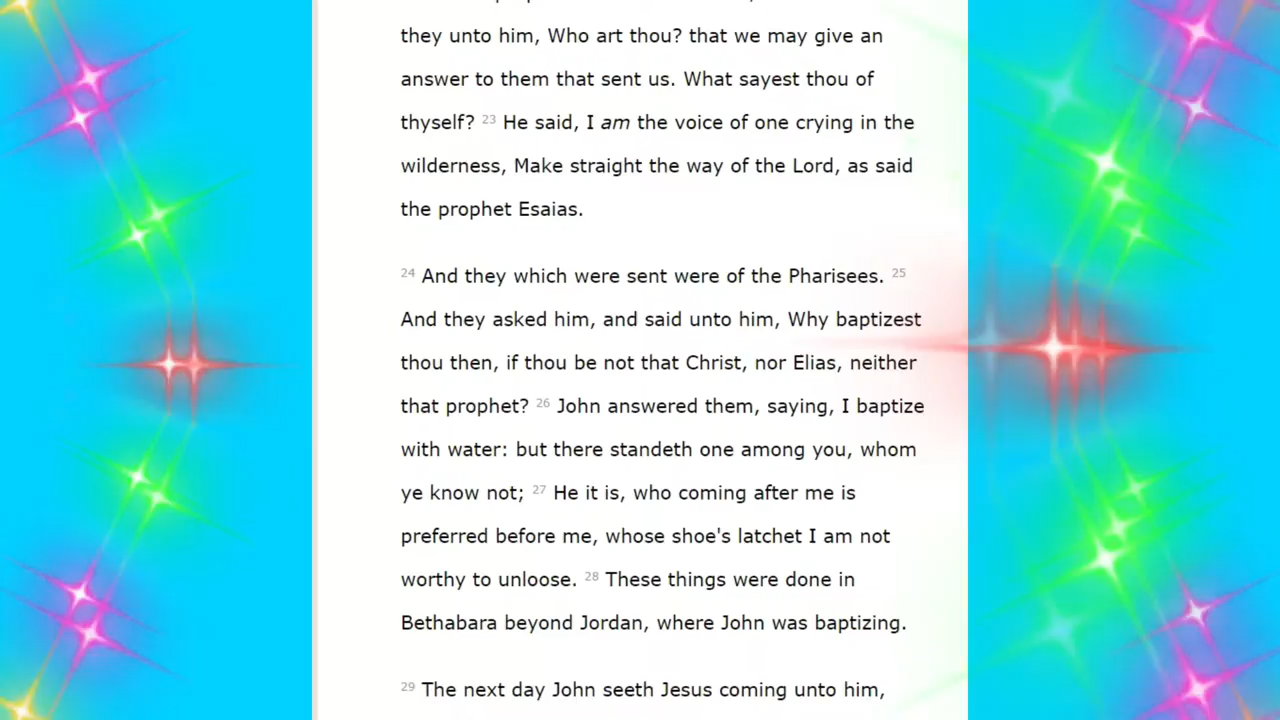 they unto him, Who art thou? that we may give an
answer to them that sent us. What sayest thou of
thyself? 23 He said, I am the voice of one crying in the
wilderness, Make straight the way of the Lord, as said
the prophet Esaias.
24 And they which were sent were of the Pharisees. 25
And they asked him, and said unto him, Why baptizest
thou then, if thou be not that Christ, nor Elias, neither
that prophet? 26 John answered them, saying, I baptize
with water: but there standeth one among you, whom
ye know not; 27 He it is, who coming after me is
preferred before me, whose shoe's latchet I am not
worthy to unloose. 28 These things were done in
Bethabara beyond Jordan, where John was baptizing.
29 The next day John seeth Jesus coming unto him,